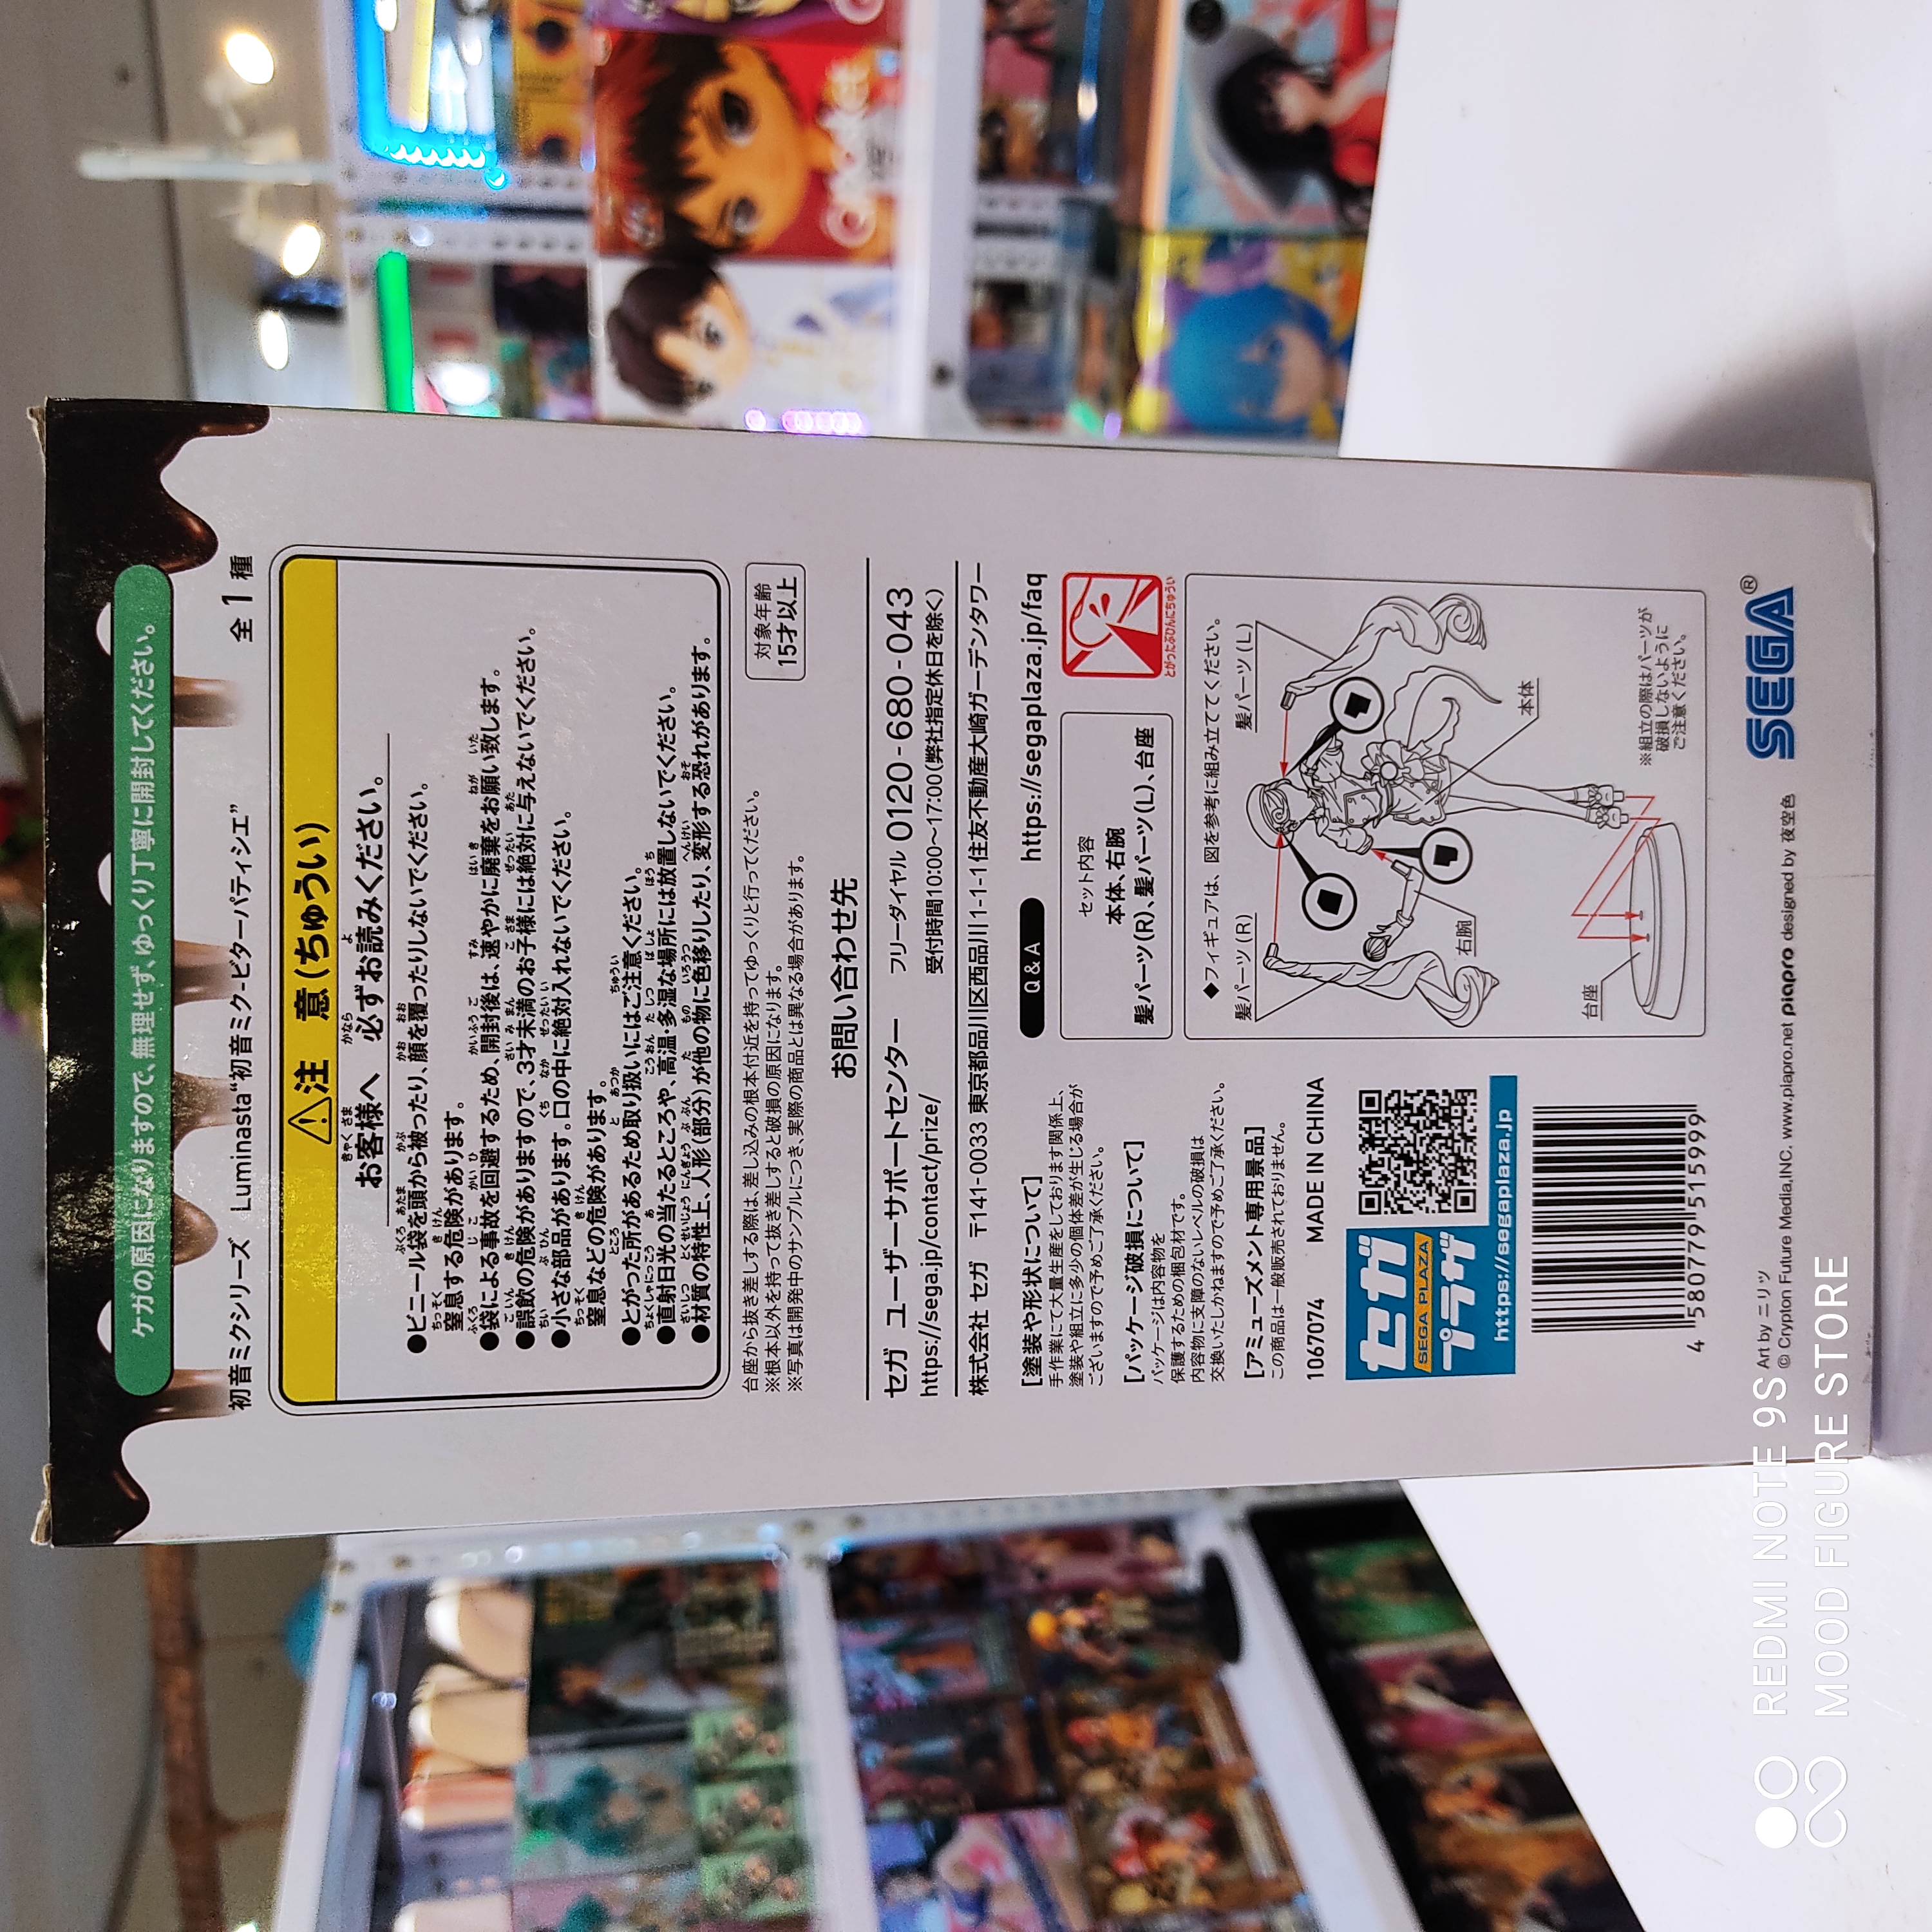 ケガの原因になりますので、無理せず、ゆっくり丁寧に開封してください。
初音ミクシリーズ Luminasta“初音ミク-ビターパティシエ” 全1種
⚠注 意(ちゅうい)
お客様へ 必ずお読みください。
●ビニール袋を頭から被ったり、顔を覆ったりしないでください。
窒息する危険があります。
●袋による事故を回避するため、開封後は、速やかに廃棄をお願い致します。
●誤飲の危険がありますので、3才未満のお子様には絶対に与えないでください。
●小さな部品があります。口の中に絶対入れないでください。
窒息などの危険があります。
●とがった所があるため取り扱いにはご注意ください。
●直射日光の当たるところや、高温・多湿な場所には放置しないでください。
●材質の特性上、人形(部分)が他の物に色移りしたり、変形する恐れがあります。
台座から抜き差しする際は、差し込みの根本付近を持ってゆっくりと行ってください。
※根本以外を持って抜き差しすると破損の原因になります。
※写真は開発中のサンプルにつき、実際の商品とは異なる場合があります。
対象年齢
15才以上
お問い合わせ先
セガ ユーザーサポートセンター フリーダイヤル 0120-680-043
https://sega.jp/contact/prize/ 受付時間10:00〜17:00(弊社指定休日を除く)
株式会社 セガ 〒141-0033 東京都品川区西品川1-1-1住友不動産大崎ガーデンタワー
[塗装や形状について]
手作業にて大量生産をしております関係上、
塗装や組立に多少の個体差が生じる場合が
ございますので予めご了承ください。
[パッケージ破損について]
パッケージは内容物を
保護するための梱包材です。
内容物に支障のないレベルの破損は
交換いたしかねますので予めご了承ください。
[アミューズメント専用景品]
この商品は一般販売されておりません。
1067074 MADE IN CHINA
セガ
SEGA PLAZA
プラザ
https://segaplaza.jp
4 580779 515999
Q&A https://segaplaza.jp/faq
セット内容
本体、右腕
髪パーツ(R)、髪パーツ(L)、台座
とがったぶひんにちゅうい
◆フィギュアは、図を参考に組み立ててください。
髪パーツ(R)
髪パーツ(L)
右腕
本体
台座
※組立の際はパーツが
破損しないように
ご注意ください。
Art by ニリツ
© Crypton Future Media,INC. www.piapro.net piapro designed by 夜空色
SEGA®
REDMI NOTE 9S
MOOD FIGURE STORE